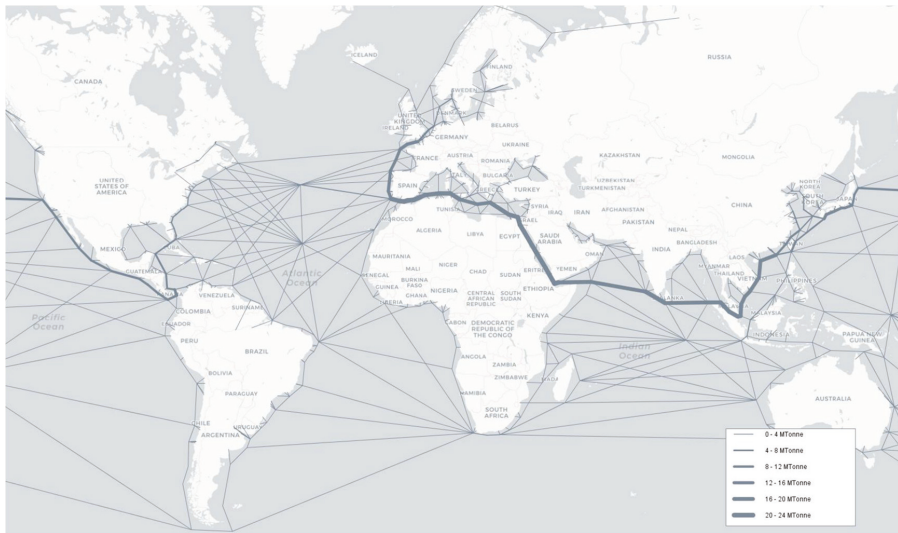 ICELAND
RUSSIA
FINLAND
CANADA
SWEDEN
UNITED
KINGDOM
IRELAND
BELARUS
GERMANY
UKRAINE
FRANCE
AUSTRIA
KAZAKHSTAN
MONGOLIA
ROMANIA
BULGARIA
UZBEKISTAN
NORTH
KOREA
UNITED
STATES OF
AMERICA
SPAIN
TURKEY
TURKMENISTAN
CHINA
SOUTH
JAPAN
SYRIA
TUNISIA
MOROCCO
IRAQ
IRAN
AFGHANISTAN
ALGERIA
LIBYA
EGYPT
SAUDI
ARABIA
PAKISTAN
NEPAL
MEXICO
BANGLADESH
INDIA
OMAN
MAURITANIA
MALI
NIGER
CHAD
SUDAN
ERITRE
YEMEN
LAOS
THAILAND
GUATEMALA
Atlantic
Ocean
SENEGAL
BURKINA
FASO
GUINEA
NIGERIA
ETHIOPIA
PHILIPPINES
VENEZUELA
GHANA
CENTRAL
AFRICAN
REPUBLIC
SOUTH
SUDAN
COLOMBIA
SURINAME
MALAYSIA
Pacific
Ocean
KENYA
DEMOCRATIC
REPUBLIC OF
THE CONGO
INDONESIA
PAPUA NEW
GUINEA
PERU
BRAZIL
Indian
Ocean
ANGOLA
ZAMBIA
BOLIVIA
ZIMBABWE
NAMIBIA
PARAGUAY
AUSTRALIA
SOUTH
AFRICA
ARGENTINA
0 - 4 MTonne
4 - 8 MTonne
8 - 12 MTonne
12 - 16 MTonne
16 - 20 MTonne
20 - 24 MTonne